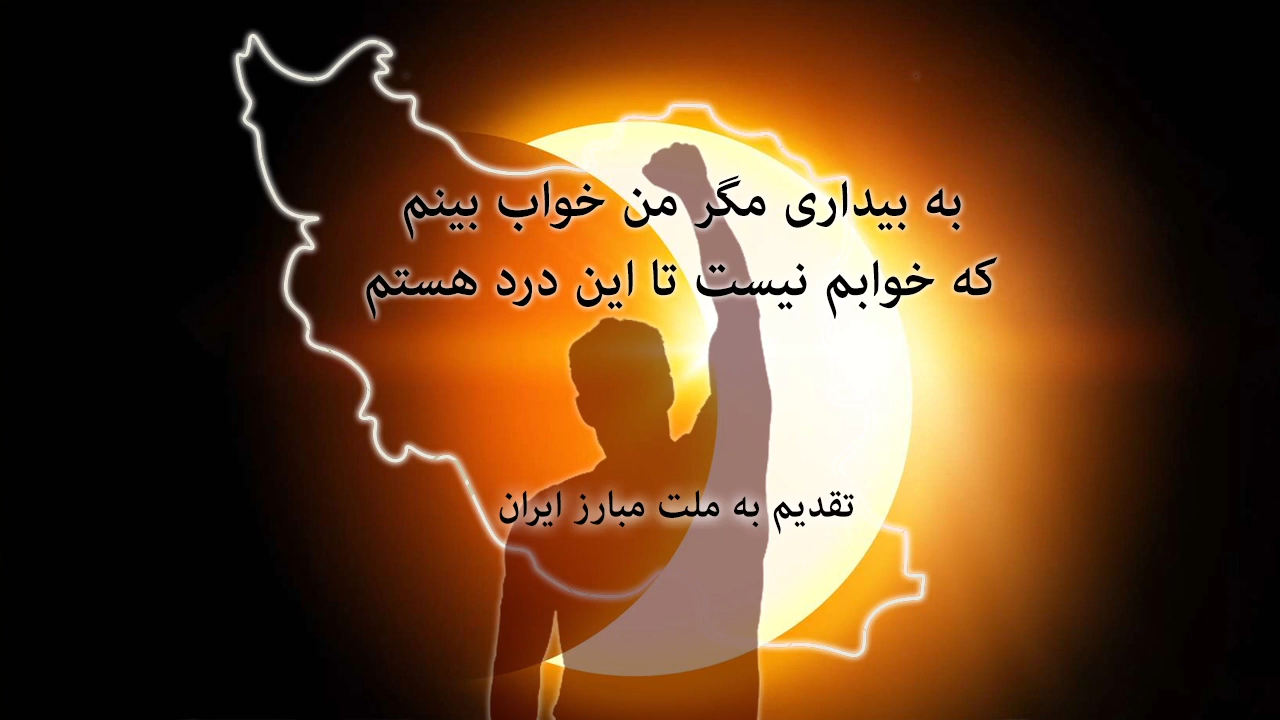 به بیداری مگر من خواب بینم
که خوابم نیست تا این درد هستم
تقدیم به ملت مبارز ایران